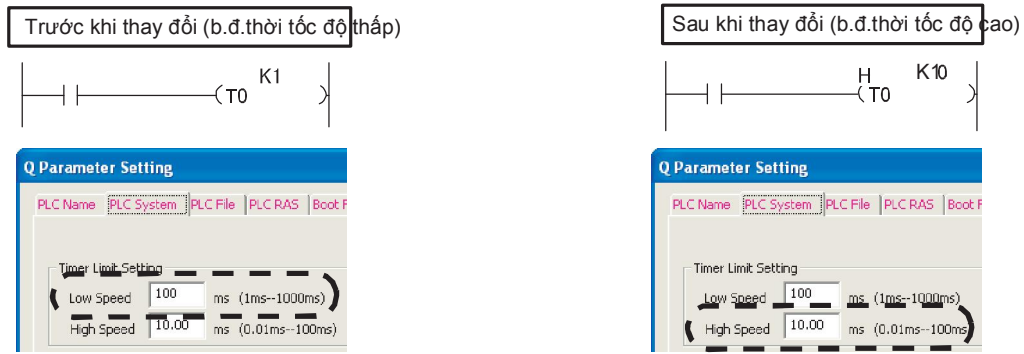 Trước khi thay đổi (b.đ.thời tốc độ thấp)
K1
T0
Q Parameter Setting
PLC Name PLC System PLC File PLC RAS Boot F
Timer Limit Setting
Low Speed 100 ms (1ms--1000ms)
High Speed 10.00 ms (0.01ms--100ms)
Sau khi thay đổi (b.đ.thời tốc độ cao)
H K10
T0
Q Parameter Setting
PLC Name PLC System PLC File PLC RAS Boot F
Timer Limit Setting
Low Speed 100 ms (1ms--1000ms)
High Speed 10.00 ms (0.01ms--100ms